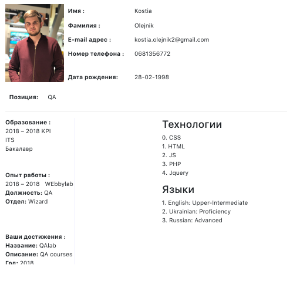 Имя : Kostia
Фамилия : Olejnik
E-mail адрес : kostia.olejnik26@gmail.com
Номер телефона : 0681356772
Дата рождения: 28-02-1998
Позиция: QA
Образование :
2018 – 2018 KPI
ITS
Бакалавр
Опыт работы :
2018 – 2018 WEbbylab
Должность: QA
Отдел: Wizard
Ваши достижения :
Название: QAlab
Описание: QA courses
Год: 2018
Технологии
0. CSS
1. HTML
2. JS
3. PHP
4. Jquery
Языки
1. English: Upper-Intermediate
2. Ukrainian: Proficiency
3. Russian: Advanced